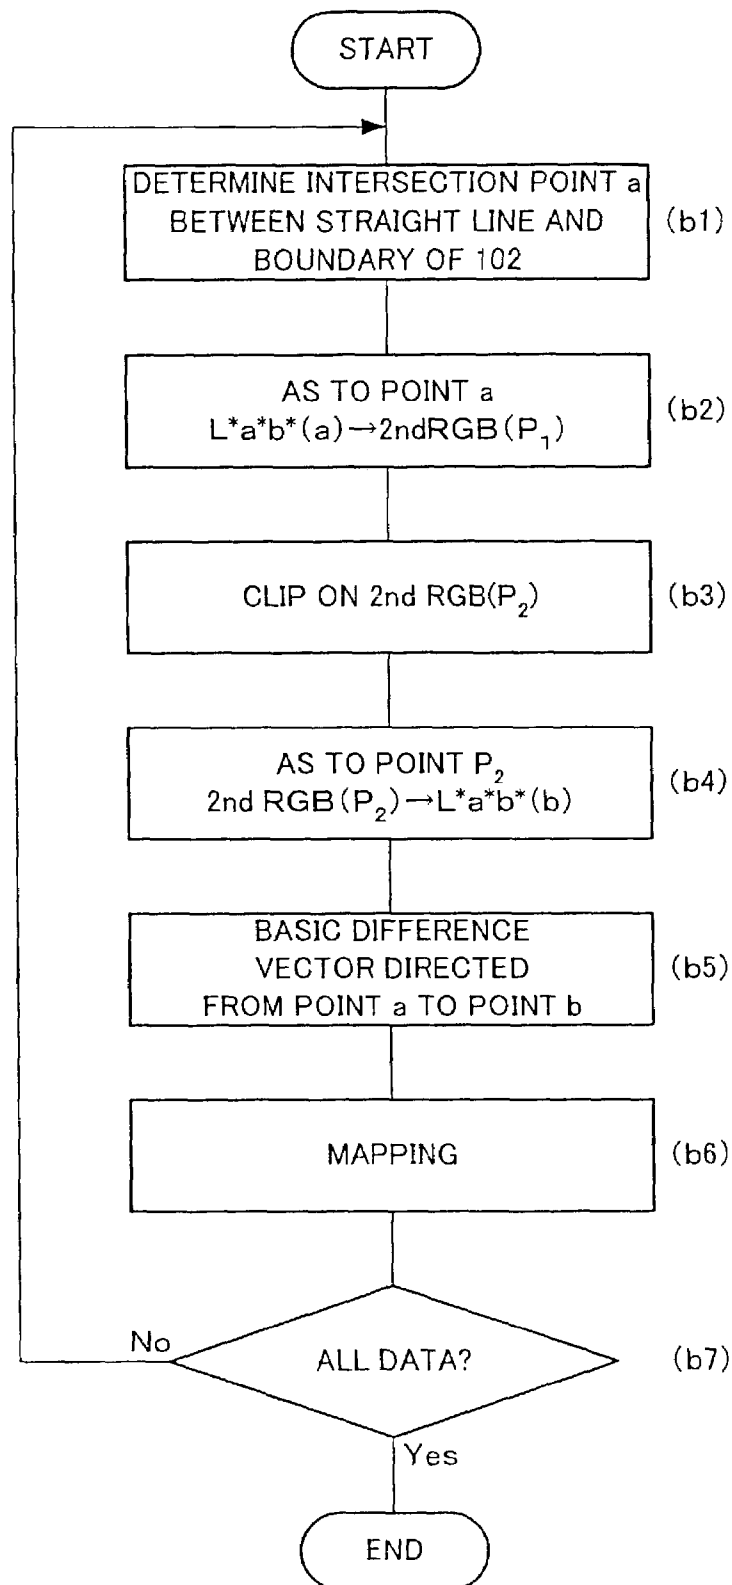 START
DETERMINE INTERSECTION POINT a
BETWEEN STRAIGHT LINE AND
BOUNDARY OF 102
(b1)
AS TO POINT a
L*a*b*(a)→2ndRGB(P₁)
(b2)
CLIP ON 2nd RGB(P₂)
(b3)
AS TO POINT P₂
2nd RGB(P₂)→L*a*b*(b)
(b4)
BASIC DIFFERENCE
VECTOR DIRECTED
FROM POINT a TO POINT b
(b5)
MAPPING
(b6)
No
ALL DATA?
(b7)
Yes
END